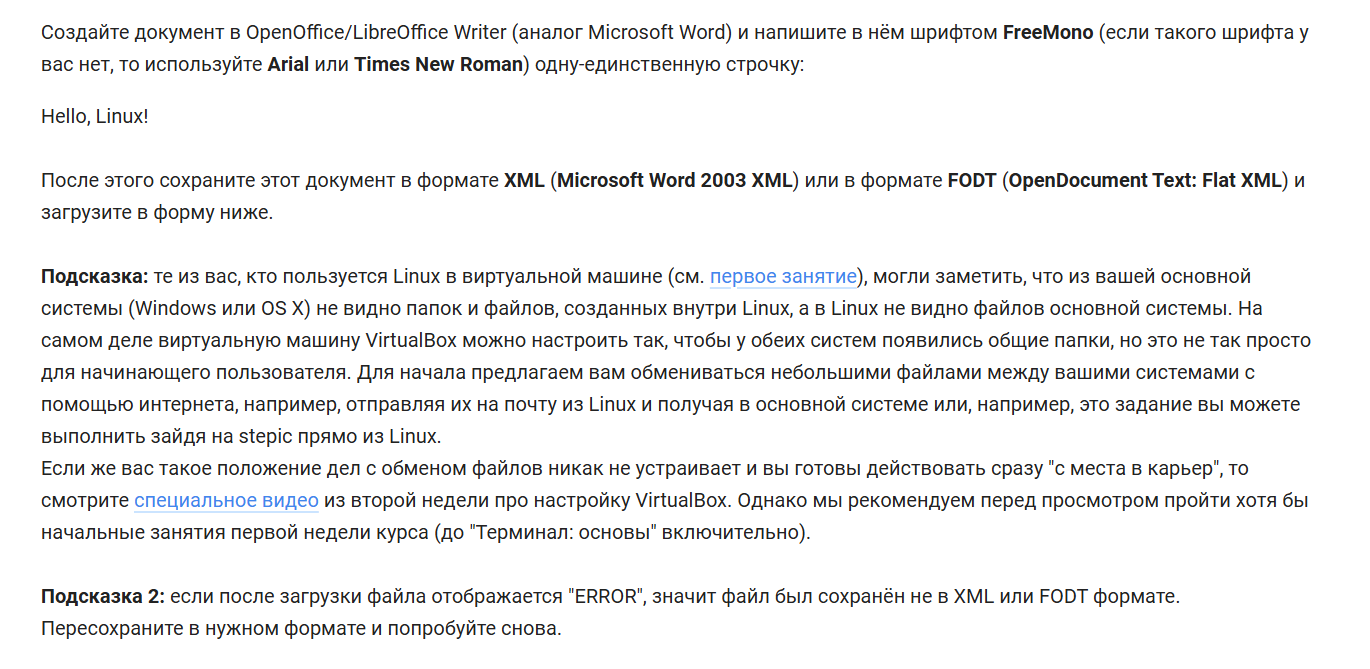 Создайте документ в OpenOffice/LibreOffice Writer (аналог Microsoft Word) и напишите в нём шрифтом FreeMono (если такого шрифта у
вас нет, то используйте Arial или Times New Roman) одну-единственную строчку:
Hello, Linux!
После этого сохраните этот документ в формате XML (Microsoft Word 2003 XML) или в формате FODT (OpenDocument Text: Flat XML) и
загрузите в форму ниже.
Подсказка: те из вас, кто пользуется Linux в виртуальной машине (см. первое занятие), могли заметить, что из вашей основной
системы (Windows или OS X) не видно папок и файлов, созданных внутри Linux, а в Linux не видно файлов основной системы. На
самом деле виртуальную машину VirtualBox можно настроить так, чтобы у обеих систем появились общие папки, но это не так просто
для начинающего пользователя. Для начала предлагаем вам обмениваться небольшими файлами между вашими системами с
помощью интернета, например, отправляя их на почту из Linux и получая в основной системе или, например, это задание вы можете
выполнить зайдя на stepic прямо из Linux.
Если же вас такое положение дел с обменом файлов никак не устраивает и вы готовы действовать сразу "с места в карьер", то
смотрите специальное видео из второй недели про настройку VirtualBox. Однако мы рекомендуем перед просмотром пройти хотя бы
начальные занятия первой недели курса (до "Терминал: основы" включительно).
Подсказка 2: если после загрузки файла отображается "ERROR", значит файл был сохранён не в XML или FODT формате.
Пересохраните в нужном формате и попробуйте снова.